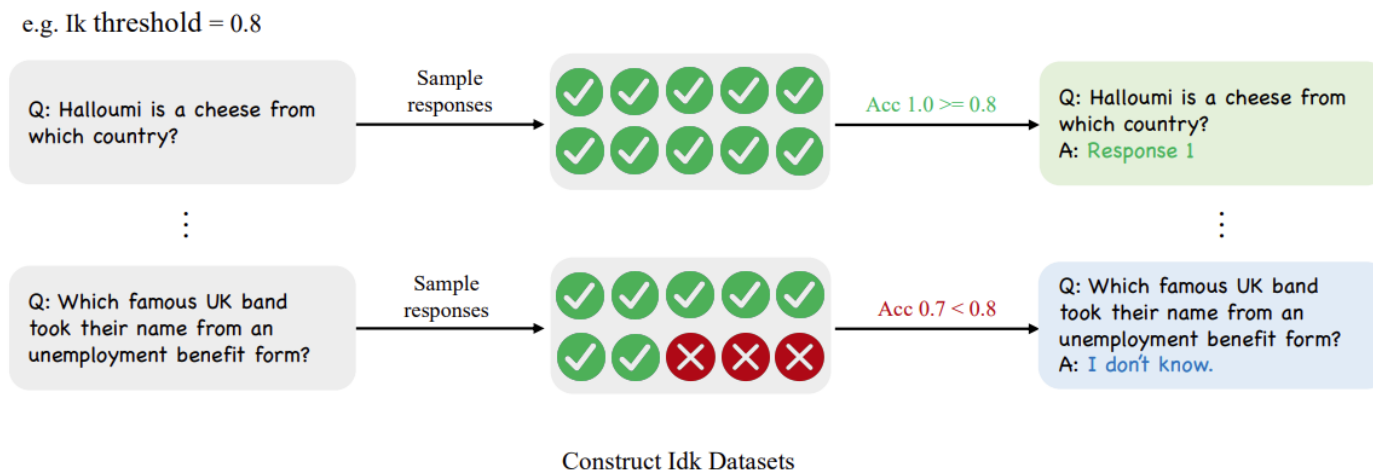 e.g. Ik threshold = 0.8
Q: Halloumi is a cheese from
which country?
Sample
responses
Acc 1.0 >= 0.8
Q: Halloumi is a cheese from
which country?
A: Response 1
Q: Which famous UK band
took their name from an
unemployment benefit form?
Sample
responses
Acc 0.7 < 0.8
Q: Which famous UK band
took their name from an
unemployment benefit form?
A: I don't know.
Construct Idk Datasets